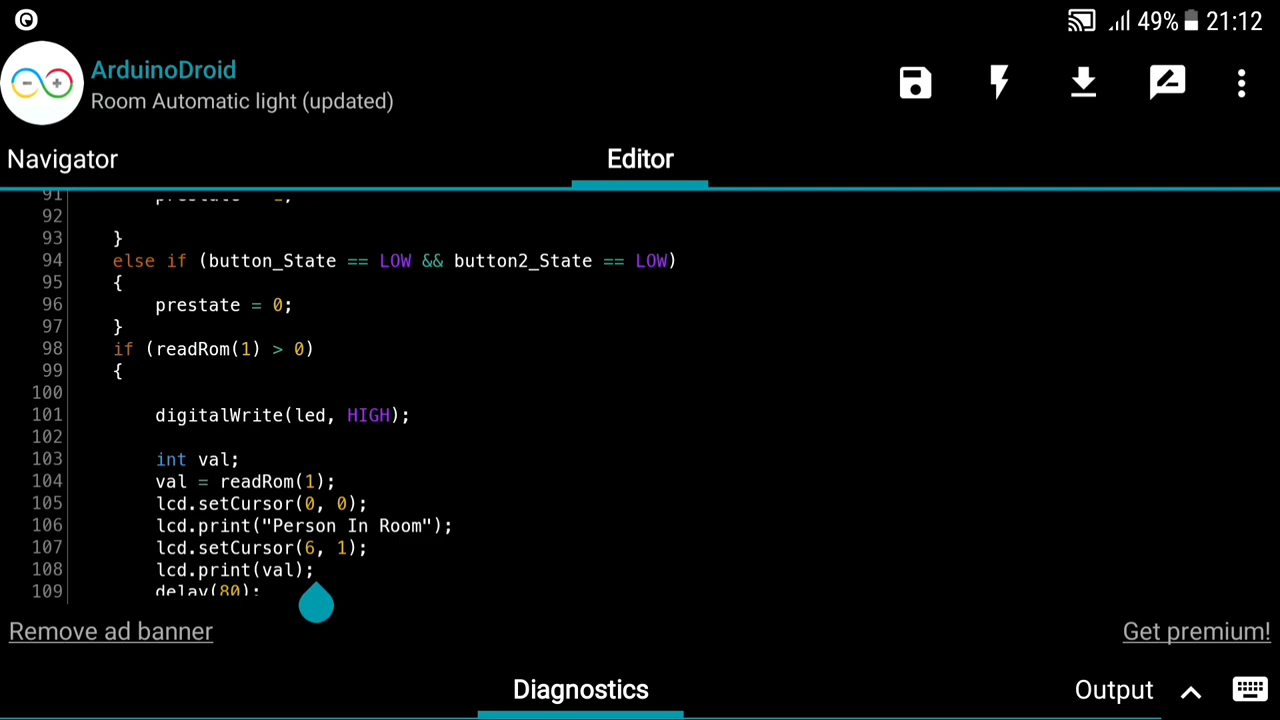 49% 21:12
ArduinoDroid
Room Automatic light (updated)
Navigator
Editor
91
92
93 }
94 else if (button_State == LOW && button2_State == LOW)
95 {
96 prestate = 0;
97 }
98 if (readRom(1) > 0)
99 {
100
101 digitalWrite(led, HIGH);
102
103 int val;
104 val = readRom(1);
105 lcd.setCursor(0, 0);
106 lcd.print("Person In Room");
107 lcd.setCursor(6, 1);
108 lcd.print(val);
109 delay(80);
Remove ad banner
Get premium!
Diagnostics
Output